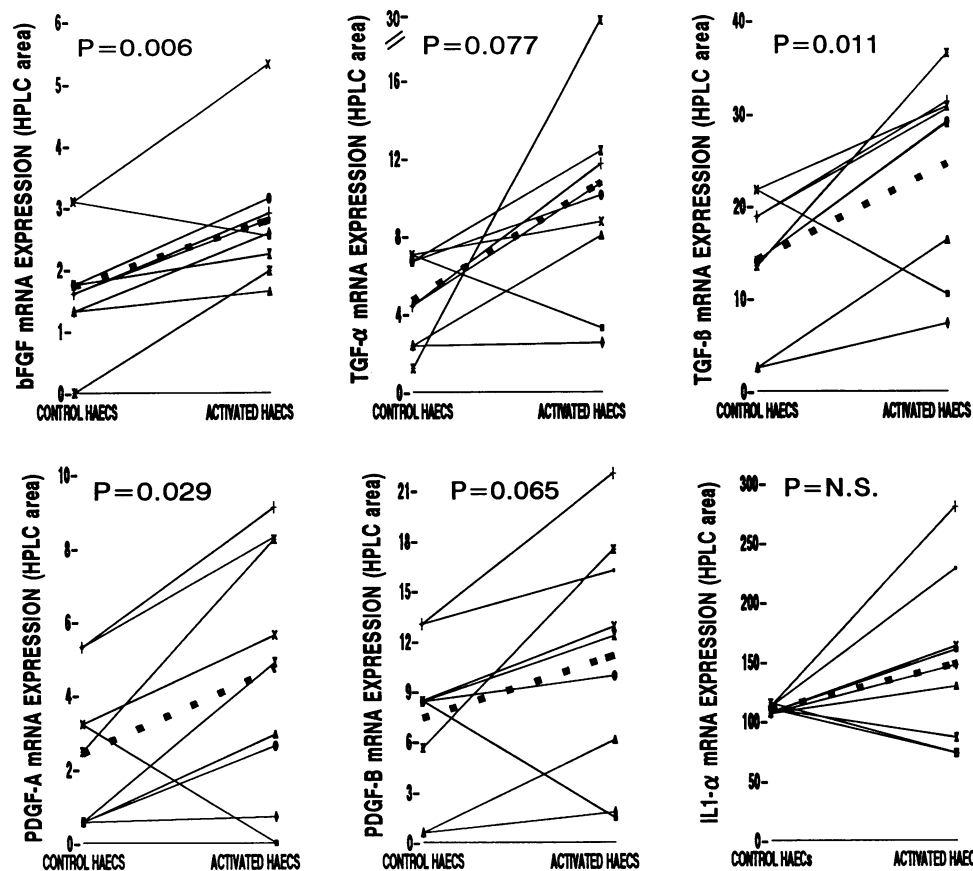 bFGF mRNA EXPRESSION (HPLC area)
6-
5-
4-
3-
2-
1-
0-
P=0.006
CONTROL HAECS
ACTIVATED HAECS
TGF-α mRNA EXPRESSION (HPLC area)
30-
16-
12-
8-
4-
0-
P=0.077
CONTROL HAECS
ACTIVATED HAECS
TGF-ß mRNA EXPRESSION (HPLC area)
40-
30-
20-
10-
0-
P=0.011
CONTROL HAECS
ACTIVATED HAECS
PDGF-A mRNA EXPRESSION (HPLC area)
10-
8-
6-
4-
2-
0-
P=0.029
CONTROL HAECS
ACTIVATED HAECS
PDGF-B mRNA EXPRESSION (HPLC area)
21-
18-
15-
12-
9-
6-
3-
0-
P=0.065
CONTROL HAECS
ACTIVATED HAECS
IL1-α mRNA EXPRESSION (HPLC area)
300-
250-
200-
150-
100-
50-
0-
P=N.S.
CONTROL HAECs
ACTIVATED HAEC